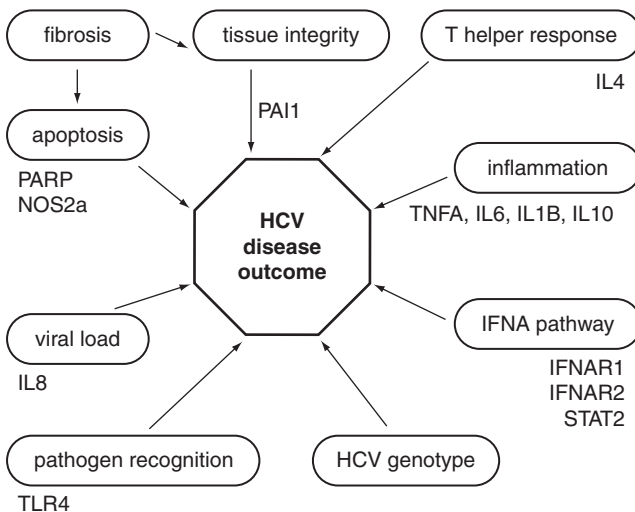 fibrosis
tissue integrity
T helper response
IL4
PAI1
apoptosis
PARP
NOS2a
inflammation
TNFA, IL6, IL1B, IL10
HCV
disease
outcome
viral load
IL8
IFNA pathway
IFNAR1
IFNAR2
STAT2
pathogen recognition
TLR4
HCV genotype